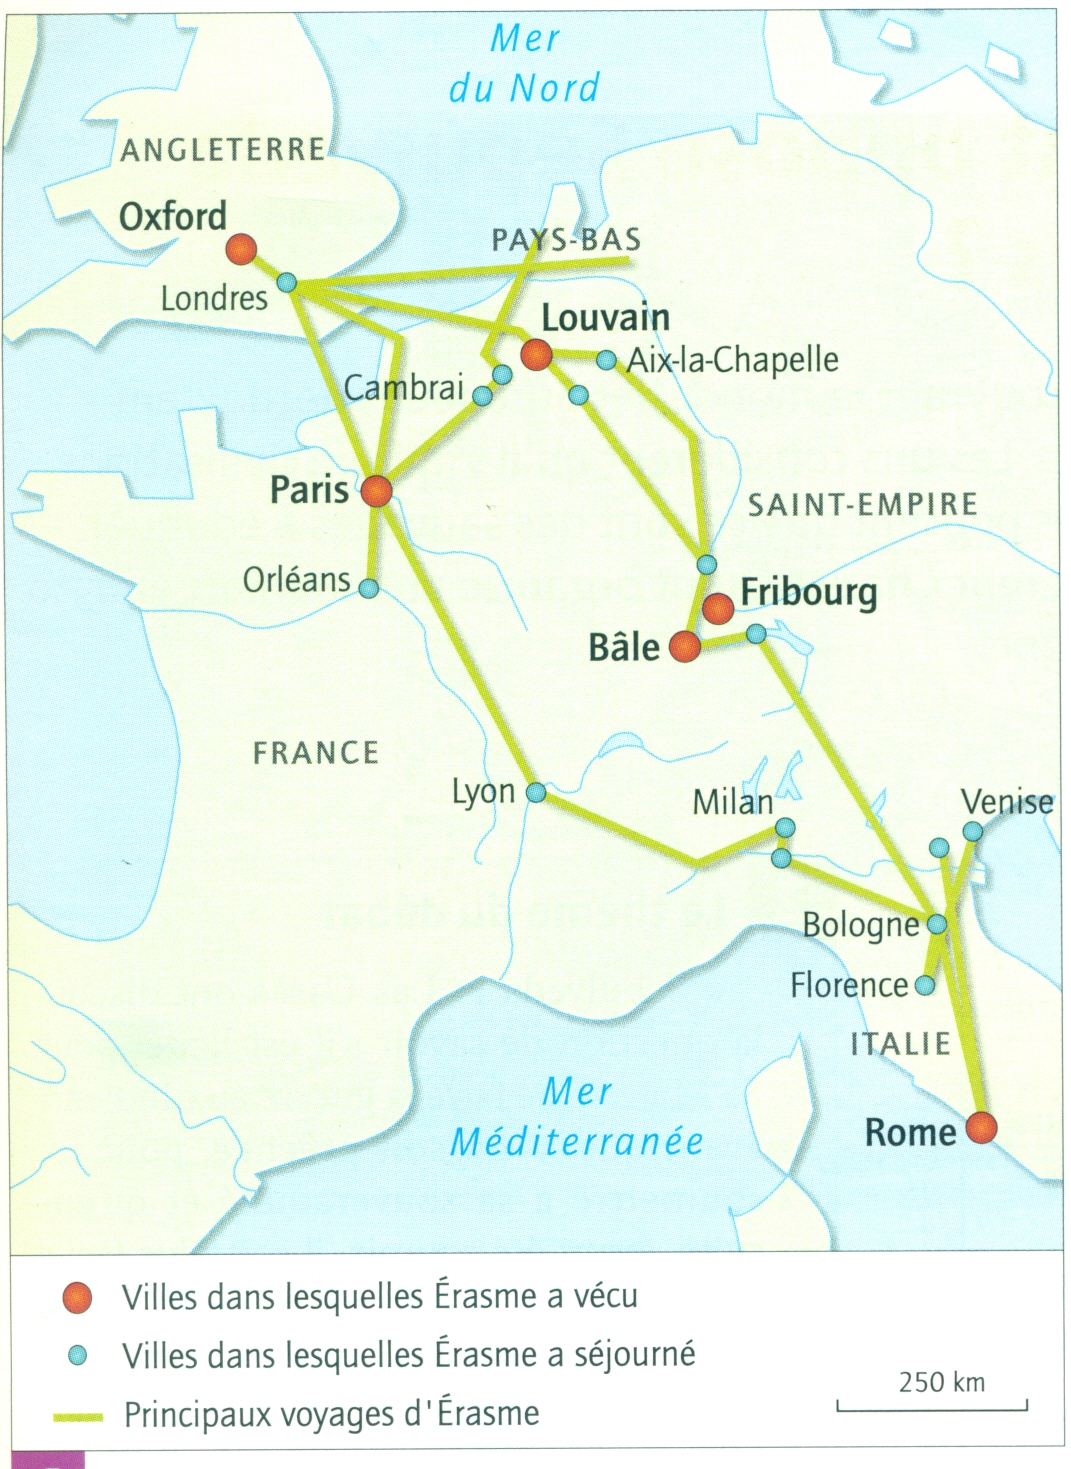 Mer
du Nord
ANGLETERRE
Oxford
PAYS-BAS
Londres
Louvain
Aix-la-Chapelle
Cambrai
Paris
SAINT-EMPIRE
Orléans
Fribourg
Bâle
FRANCE
Lyon
Milan
Venise
Bologne
Florence
ITALIE
Mer
Méditerranée
Rome
Villes dans lesquelles Érasme a vécu
Villes dans lesquelles Érasme a séjourné
250 km
Principaux voyages d'Érasme